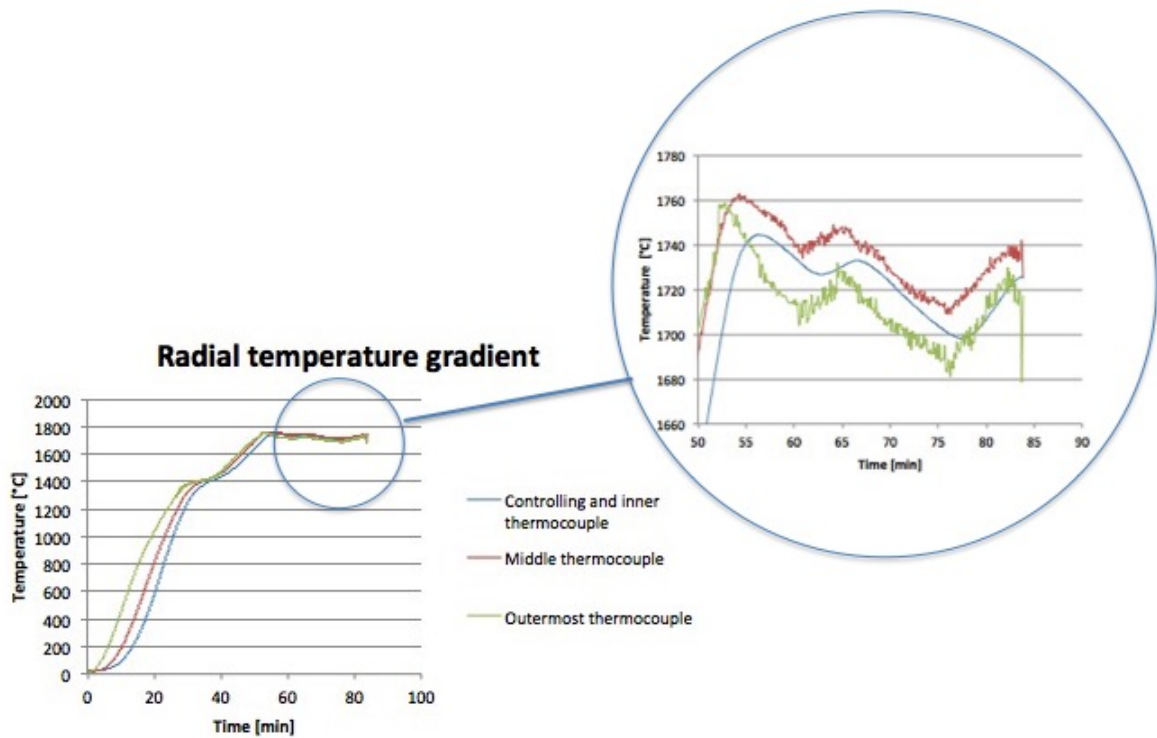 Radial temperature gradient
Temperature [°C]
2000
1800
1600
1400
1200
1000
800
600
400
200
0
0 20 40 60 80 100
Time [min]
Controlling and inner
thermocouple
Middle thermocouple
Outermost thermocouple
Temperature [°C]
1780
1760
1740
1720
1700
1680
1660
50 55 60 65 70 75 80 85 90
Time [min]